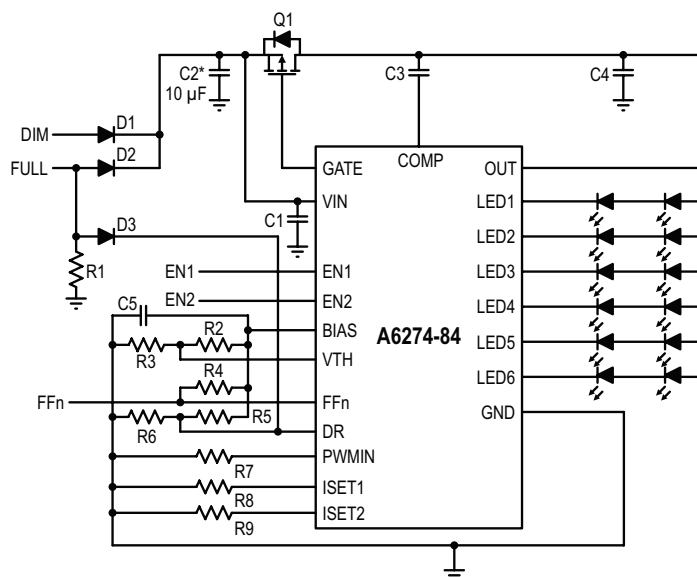 Q1
C2*
10 µF
C3
C4
DIM
D1
FULL
D2
GATE
COMP
OUT
VIN
LED1
C1
D3
LED2
R1
EN1
EN1
LED3
EN2
EN2
LED4
C5
BIAS
A6274-84
R2
R3
VTH
LED5
R4
LED6
FFn
FFn
GND
R6
R5
DR
PWMIN
R7
ISET1
R8
ISET2
R9